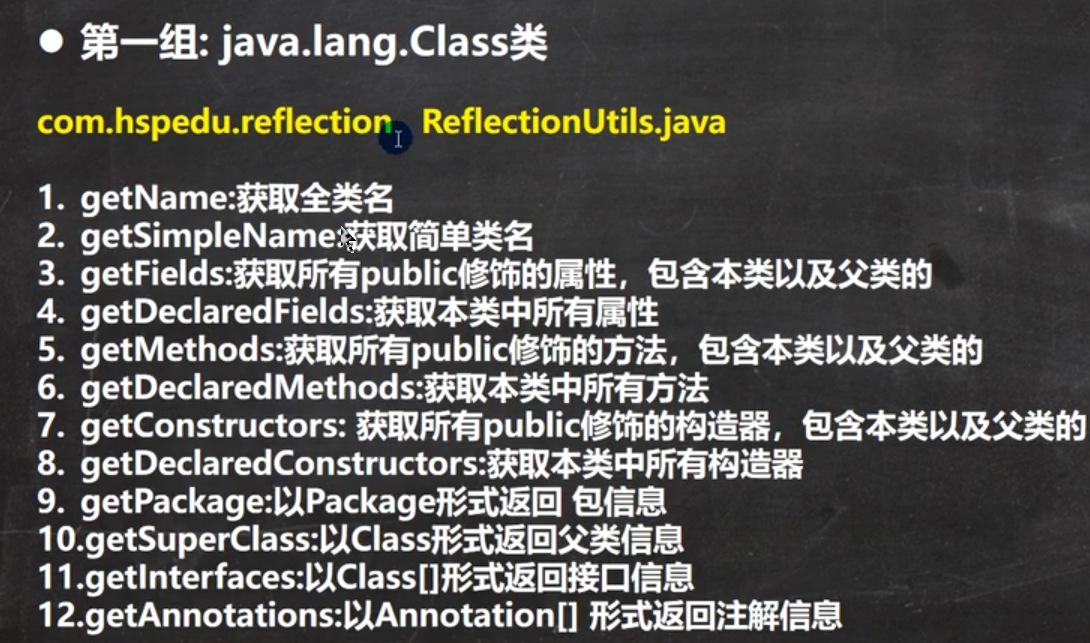 ● 第一组: java.lang.Class类
com.hspedu.reflection ReflectionUtils.java
1. getName:获取全类名
2. getSimpleName:获取简单类名
3. getFields:获取所有public修饰的属性，包含本类以及父类的
4. getDeclaredFields:获取本类中所有属性
5. getMethods:获取所有public修饰的方法，包含本类以及父类的
6. getDeclaredMethods:获取本类中所有方法
7. getConstructors: 获取所有public修饰的构造器，包含本类以及父类的
8. getDeclaredConstructors:获取本类中所有构造器
9. getPackage:以Package形式返回 包信息
10.getSuperClass:以Class形式返回父类信息
11.getInterfaces:以Class[]形式返回接口信息
12.getAnnotations:以Annotation[] 形式返回注解信息